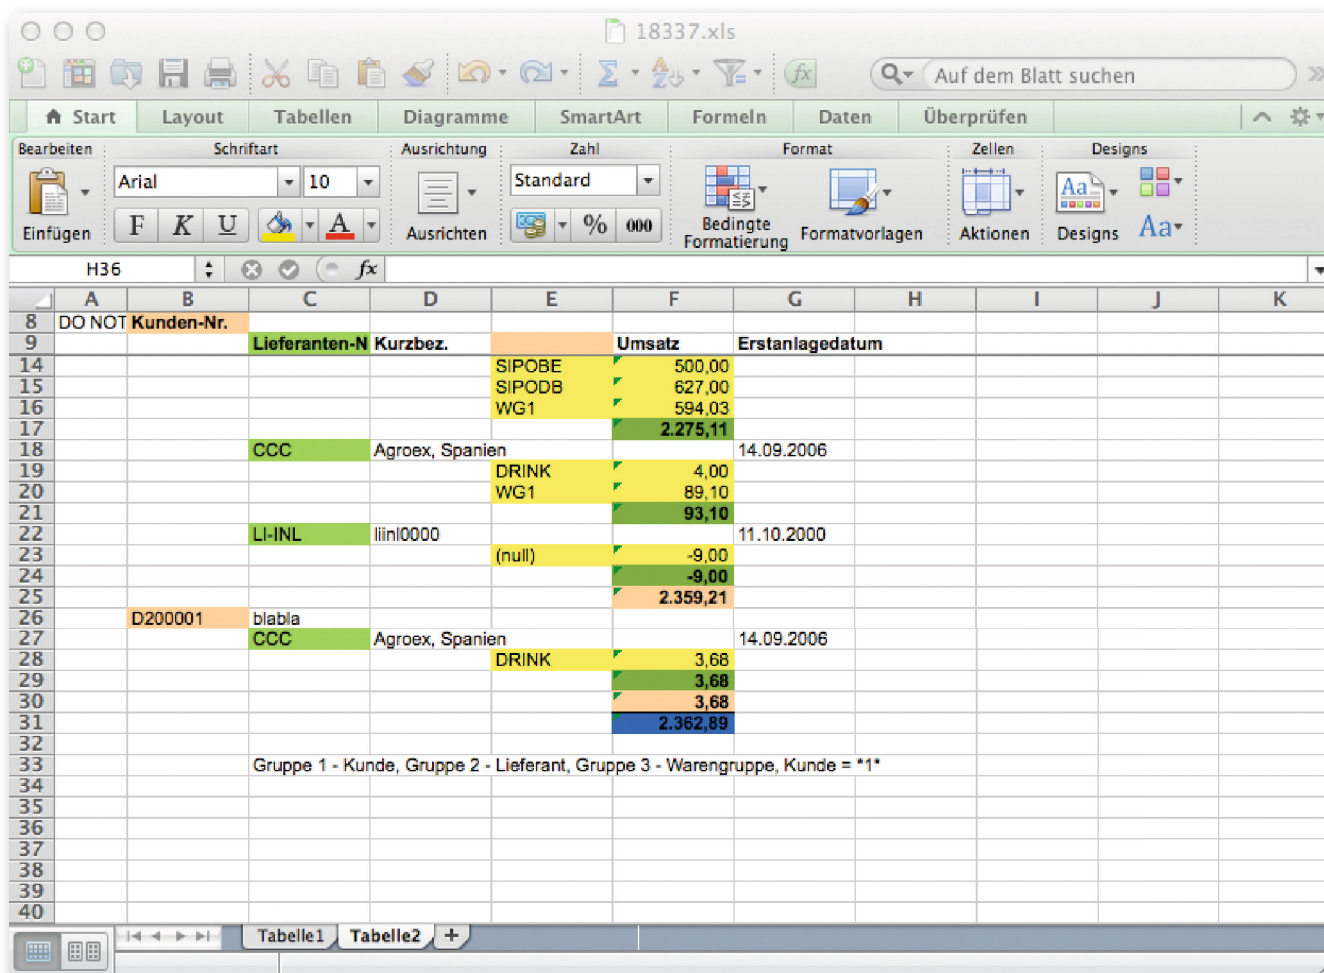 18337.xls
Auf dem Blatt suchen
Start Layout Tabellen Diagramme SmartArt Formeln Daten Überprüfen
Bearbeiten Schriftart Ausrichtung Zahl Format Zellen Designs
Arial 10 Standard
F K U A % 000 Aa Aa
Einfügen Ausrichten Bedingte Formatierung Formatvorlagen Aktionen Designs
H36 fx
A B C D E F G H I J K
8 DO NOT Kunden-Nr.
9 Lieferanten-N Kurzbez. Umsatz Erstanlagedatum
14 SIPOBE 500,00
15 SIPODB 627,00
16 WG1 594,03
17 2.275,11
18 CCC Agroex, Spanien 14.09.2006
19 DRINK 4,00
20 WG1 89,10
21 93,10
22 LI-INL liinl0000 11.10.2000
23 (null) -9,00
24 -9,00
25 2.359,21
26 D200001 blabla
27 CCC Agroex, Spanien 14.09.2006
28 DRINK 3,68
29 3,68
30 3,68
31 2.362,89
32
33 Gruppe 1 - Kunde, Gruppe 2 - Lieferant, Gruppe 3 - Warengruppe, Kunde = *1*
34
35
36
37
38
39
40
Tabelle1 Tabelle2 +